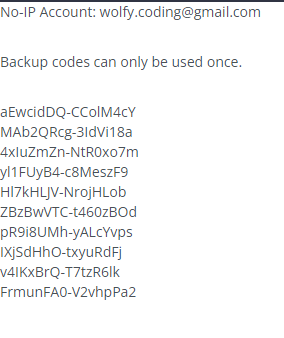 No-IP Account: wolfy.coding@gmail.com
Backup codes can only be used once.
aEwcidDQ-CColM4cY
MAb2QRcg-3IdVi18a
4xIuZmZn-NtR0xo7m
yl1FUyB4-c8MeszF9
Hl7kHLJV-NrojHLob
ZBzBwVTC-t460zBOd
pR9i8UMh-yALcYvps
IXjSdHhO-txyuRdFj
v4IKxBrQ-T7tzR6lk
FrmunFA0-V2vhpPa2